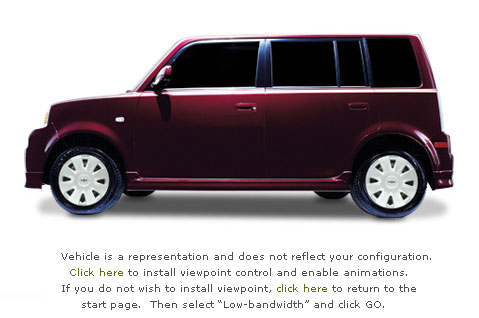 Vehicle is a representation and does not reflect your configuration.
Click here to install viewpoint control and enable animations.
If you do not wish to install viewpoint, click here to return to the
start page.  Then select “Low-bandwidth” and click GO.